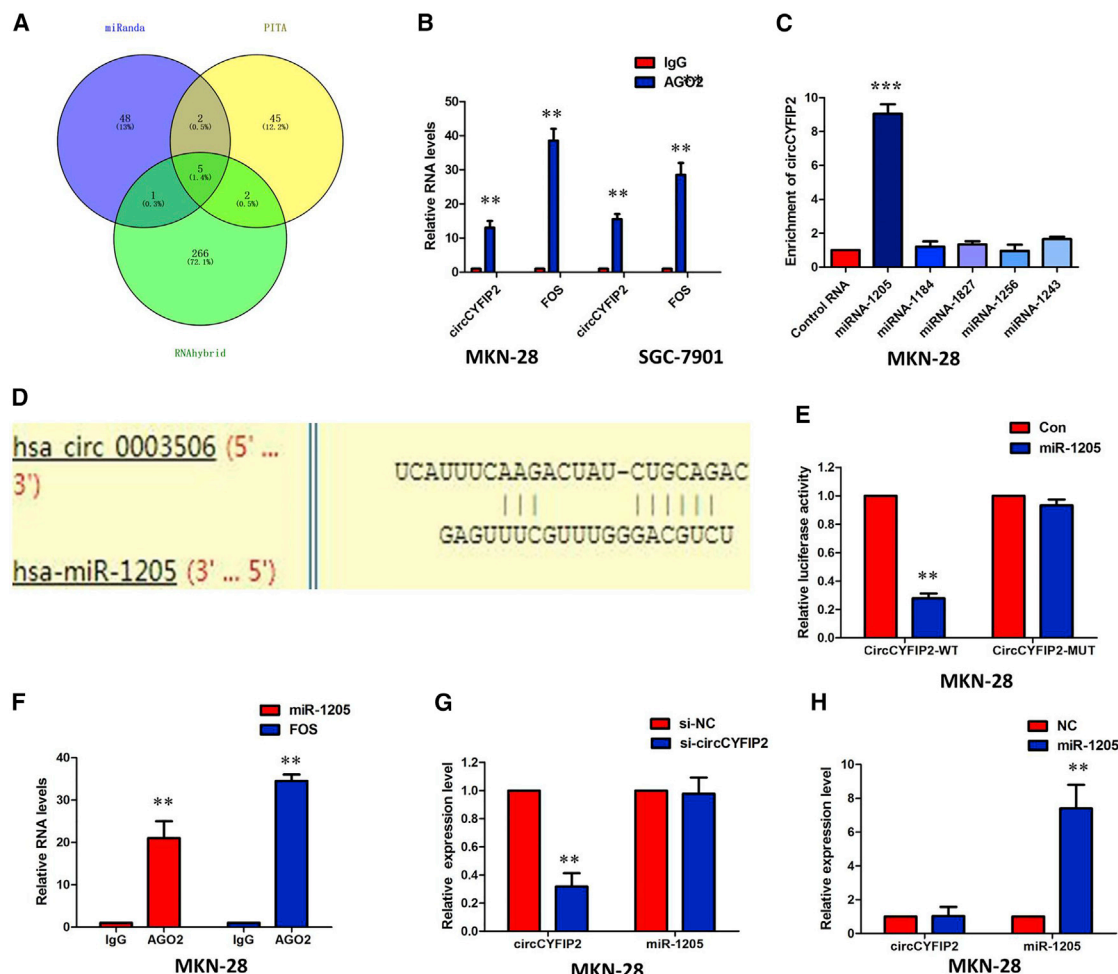 A
miRanda
PITA
48
(13%)
2
(0.5%)
45
(12.2%)
5
(1.4%)
1
(0.3%)
2
(0.5%)
266
(72.1%)
RNAhybrid
B
IgG
AGO2
**
Relative RNA levels
50
40
30
20
10
0
**
**
**
**
circCYFIP2
FOS
circCYFIP2
FOS
MKN-28
SGC-7901
C
Enrichment of circCYFIP2
10
8
6
4
2
0
***
Control RNA
miRNA-1205
miRNA-1184
miRNA-1827
miRNA-1256
miRNA-1243
MKN-28
D
hsa circ 0003506 (5' ...
3')
UCAUUUCAAGACUAU-CUGCAGAC
||| ||||||
GAGUUUCGUUUGGGACGUCU
hsa-miR-1205 (3' ... 5')
E
Con
miR-1205
Relative luciferase activity
1.2
1.0
0.8
0.6
0.4
0.2
0.0
**
CircCYFIP2-WT
CircCYFIP2-MUT
MKN-28
F
miR-1205
FOS
Relative RNA levels
40
30
20
10
0
**
**
IgG
AGO2
IgG
AGO2
MKN-28
G
si-NC
si-circCYFIP2
Relative expression level
1.2
1.0
0.8
0.6
0.4
0.2
0.0
**
circCYFIP2
miR-1205
MKN-28
H
NC
miR-1205
Relative expression level
10
8
6
4
2
0
**
circCYFIP2
miR-1205
MKN-28